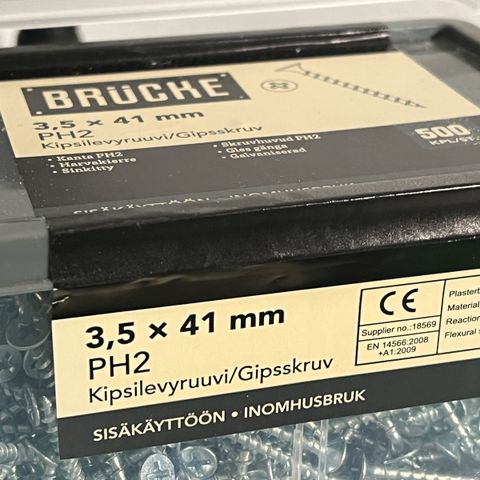 BRÜCKE
3,5 × 41 mm
PH2
Kipsilevyruuvi/Gipsskruv
• Kanta PH2
• Harvakierre
• Sinkitty
• Skruvhuvud PH2
• Gles gänga
• Galvaniserad
500
KPL/ST
SISÄKÄYTTÖÖN • INOMHUSBRUK
3,5 × 41 mm
PH2
Kipsilevyruuvi/Gipsskruv
SISÄKÄYTTÖÖN • INOMHUSBRUK
CE
Supplier no.:18569
EN 14566:2008
+A1:2009
Material
Reaction
Flexural